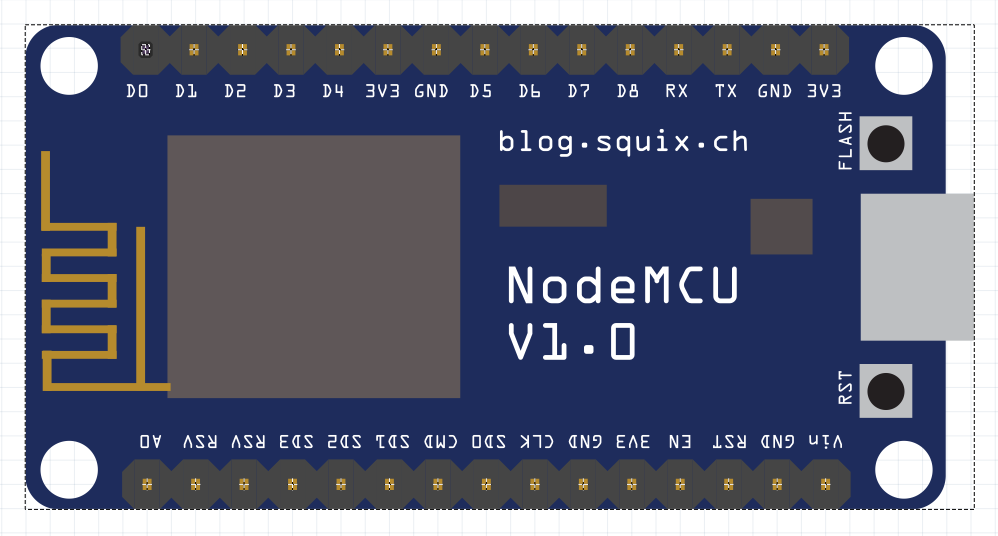 D0 D1 D2 D3 D4 3V3 GND D5 D6 D7 D8 RX TX GND 3V3
FLASH
blog.squix.ch
NodeMCU
V1.0
RST
A0 RSV RSV SD3 SD2 SD1 CMD SD0 CLK GND 3V3 EN RST GND Vin